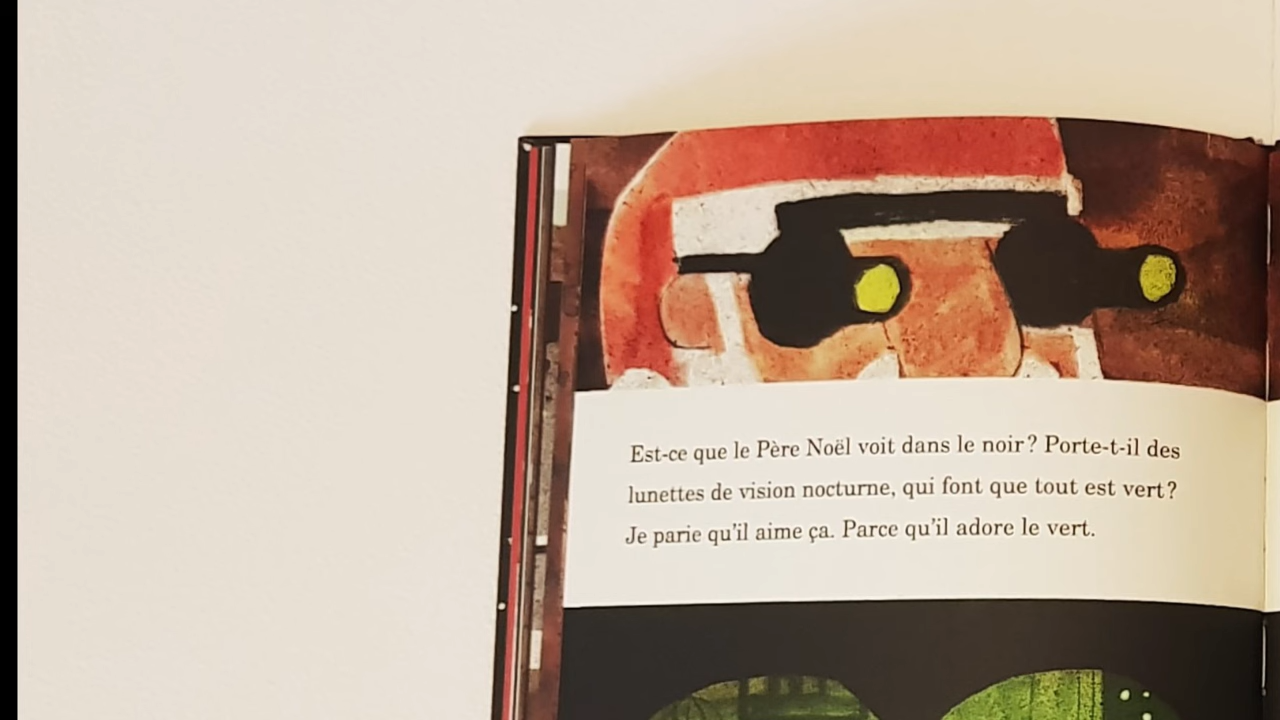 Est-ce que le Père Noël voit dans le noir ? Porte-t-il des
lunettes de vision nocturne, qui font que tout est vert ?
Je parie qu'il aime ça. Parce qu'il adore le vert.